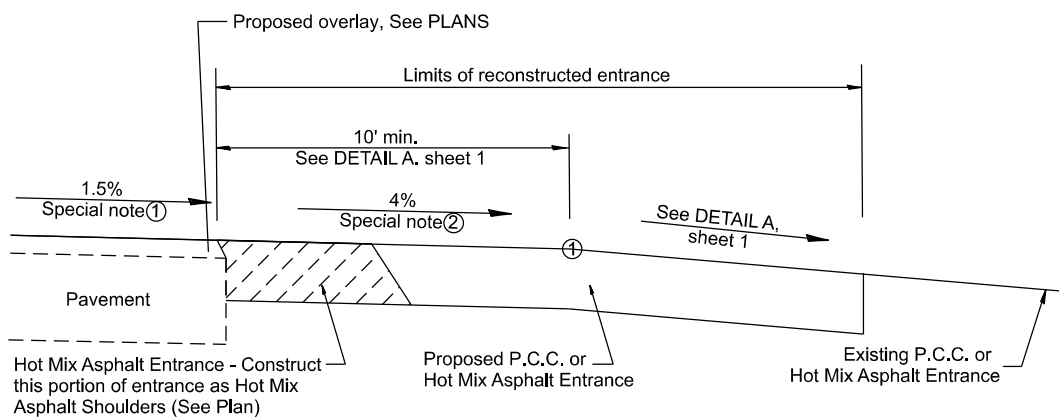 Proposed overlay, See PLANS
Limits of reconstructed entrance
10' min.
See DETAIL A. sheet 1
1.5%
Special note①
4%
Special note②
See DETAIL A,
sheet 1
①
Pavement
Hot Mix Asphalt Entrance - Construct
this portion of entrance as Hot Mix
Asphalt Shoulders (See Plan)
Proposed P.C.C. or
Hot Mix Asphalt Entrance
Existing P.C.C. or
Hot Mix Asphalt Entrance